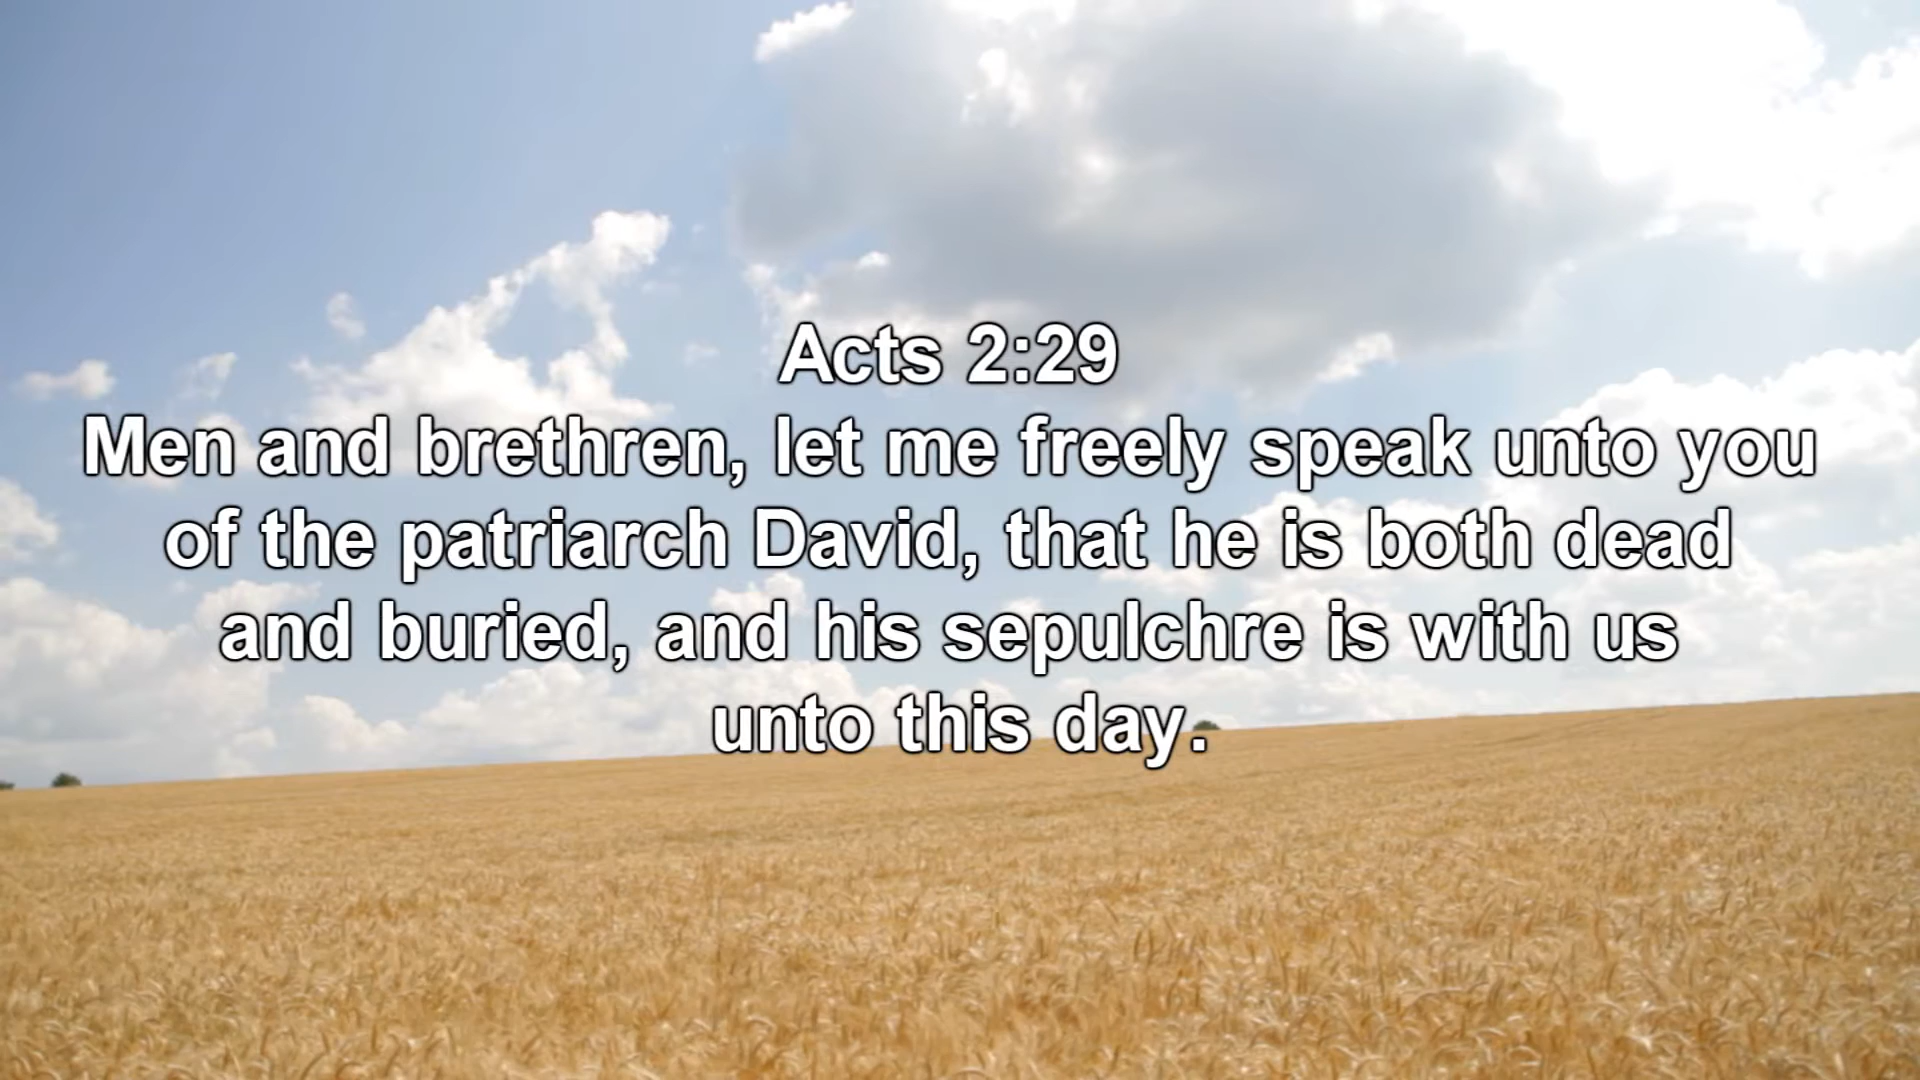 Acts 2:29
Men and brethren, let me freely speak unto you
of the patriarch David, that he is both dead
and buried, and his sepulchre is with us
unto this day.